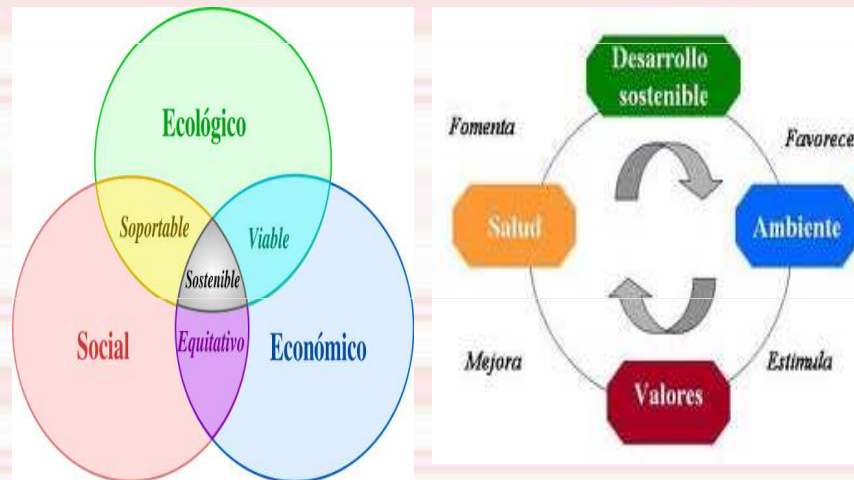 Ecológico
Soportable
Viable
Sostenible
Social
Equitativo
Económico
Desarrollo
sostenible
Fomenta
Favorece
Salud
Ambiente
Mejora
Estimula
Valores